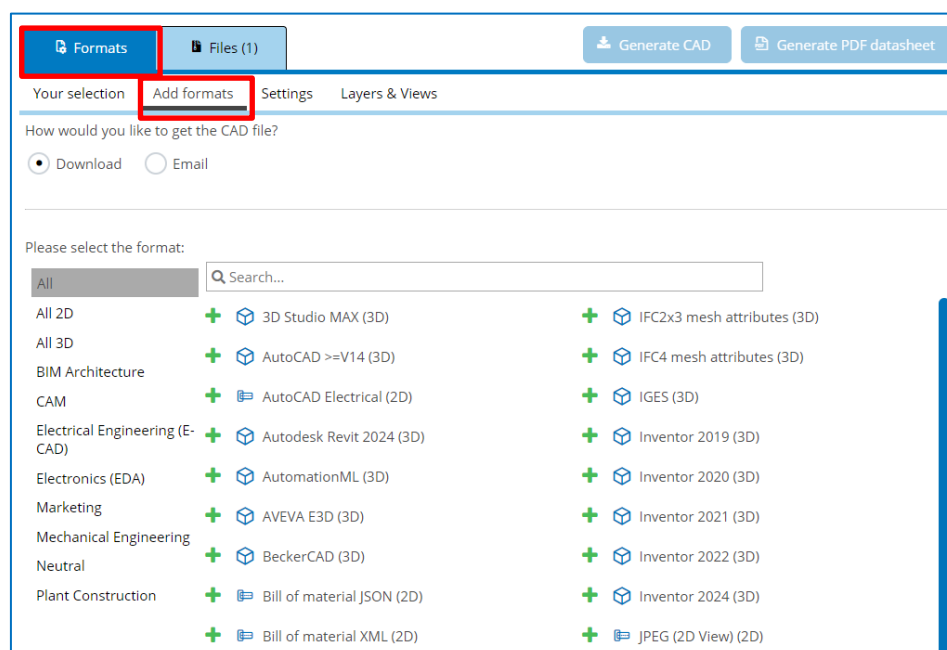 Formats
Files (1)
Generate CAD
Generate PDF datasheet
Your selection
Add formats
Settings
Layers & Views
How would you like to get the CAD file?
Download
Email
Please select the format:
All
All 2D
All 3D
BIM Architecture
CAM
Electrical Engineering (E-
CAD)
Electronics (EDA)
Marketing
Mechanical Engineering
Neutral
Plant Construction
Search...
3D Studio MAX (3D)
AutoCAD >=V14 (3D)
AutoCAD Electrical (2D)
Autodesk Revit 2024 (3D)
AutomationML (3D)
AVEVA E3D (3D)
BeckerCAD (3D)
Bill of material JSON (2D)
Bill of material XML (2D)
IFC2x3 mesh attributes (3D)
IFC4 mesh attributes (3D)
IGES (3D)
Inventor 2019 (3D)
Inventor 2020 (3D)
Inventor 2021 (3D)
Inventor 2022 (3D)
Inventor 2024 (3D)
JPEG (2D View) (2D)